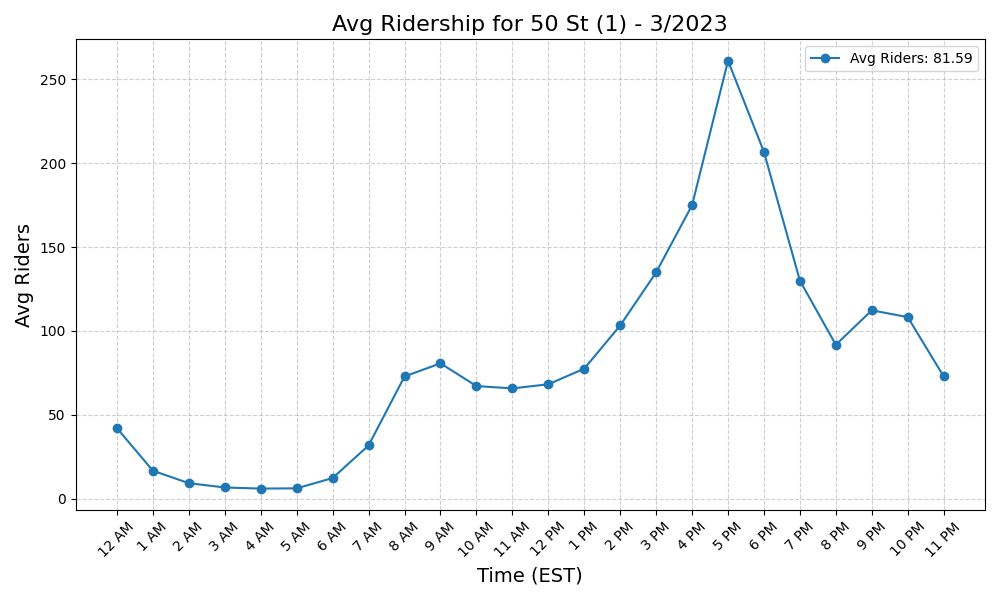 Avg Ridership for 50 St (1) - 3/2023
Avg Riders: 81.59
Avg Riders
250
200
150
100
50
0
12 AM
1 AM
2 AM
3 AM
4 AM
5 AM
6 AM
7 AM
8 AM
9 AM
10 AM
11 AM
12 PM
1 PM
2 PM
3 PM
4 PM
5 PM
6 PM
7 PM
8 PM
9 PM
10 PM
11 PM
Time (EST)